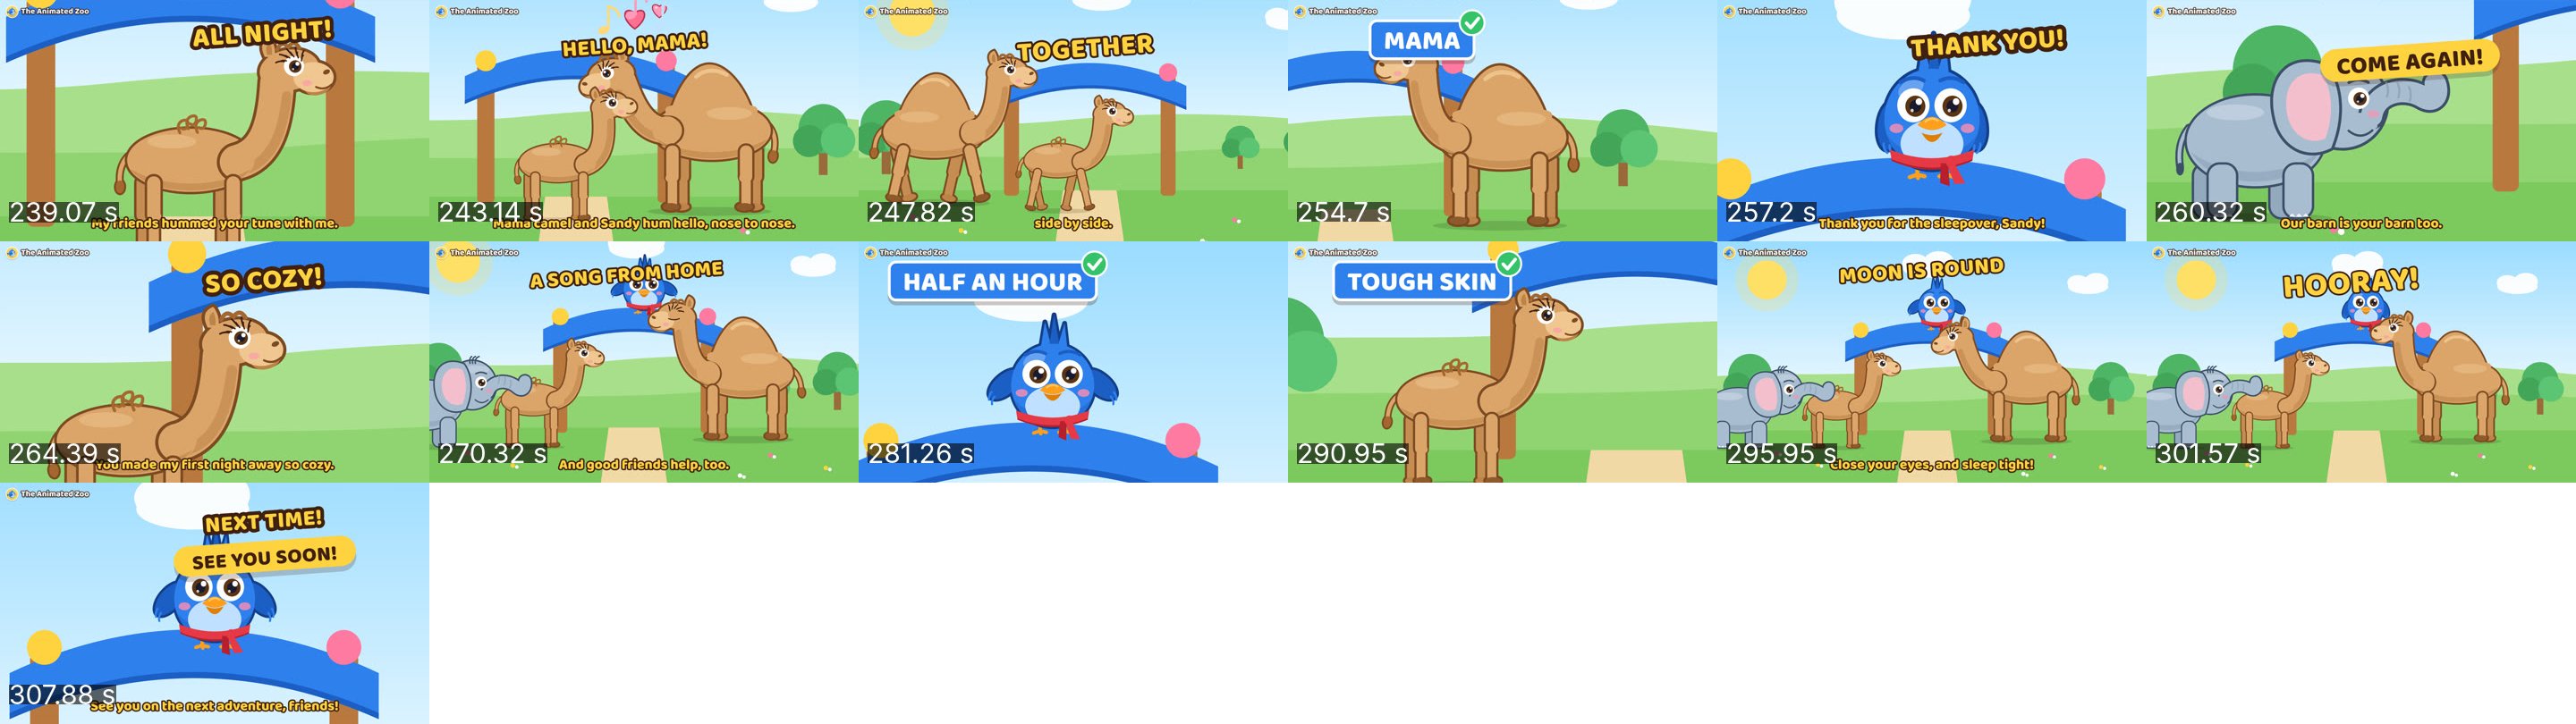 The Animated Zoo
ALL NIGHT!
239.07 s
My friends hummed your tune with me.
The Animated Zoo
HELLO, MAMA!
243.14 s
Mama camel and Sandy hum hello, nose to nose.
The Animated Zoo
TOGETHER
247.82 s
side by side.
The Animated Zoo
MAMA
254.7 s
The Animated Zoo
THANK YOU!
257.2 s
Thank you for the sleepover, Sandy!
The Animated Zoo
COME AGAIN!
260.32 s
Our barn is your barn too.
The Animated Zoo
SO COZY!
264.39 s
You made my first night away so cozy.
The Animated Zoo
A SONG FROM HOME
270.32 s
And good friends help, too.
The Animated Zoo
HALF AN HOUR
281.26 s
The Animated Zoo
TOUGH SKIN
290.95 s
The Animated Zoo
MOON IS ROUND
295.95 s
Close your eyes, and sleep tight!
The Animated Zoo
HOORAY!
301.57 s
The Animated Zoo
NEXT TIME!
SEE YOU SOON!
307.88 s
See you on the next adventure, friends!